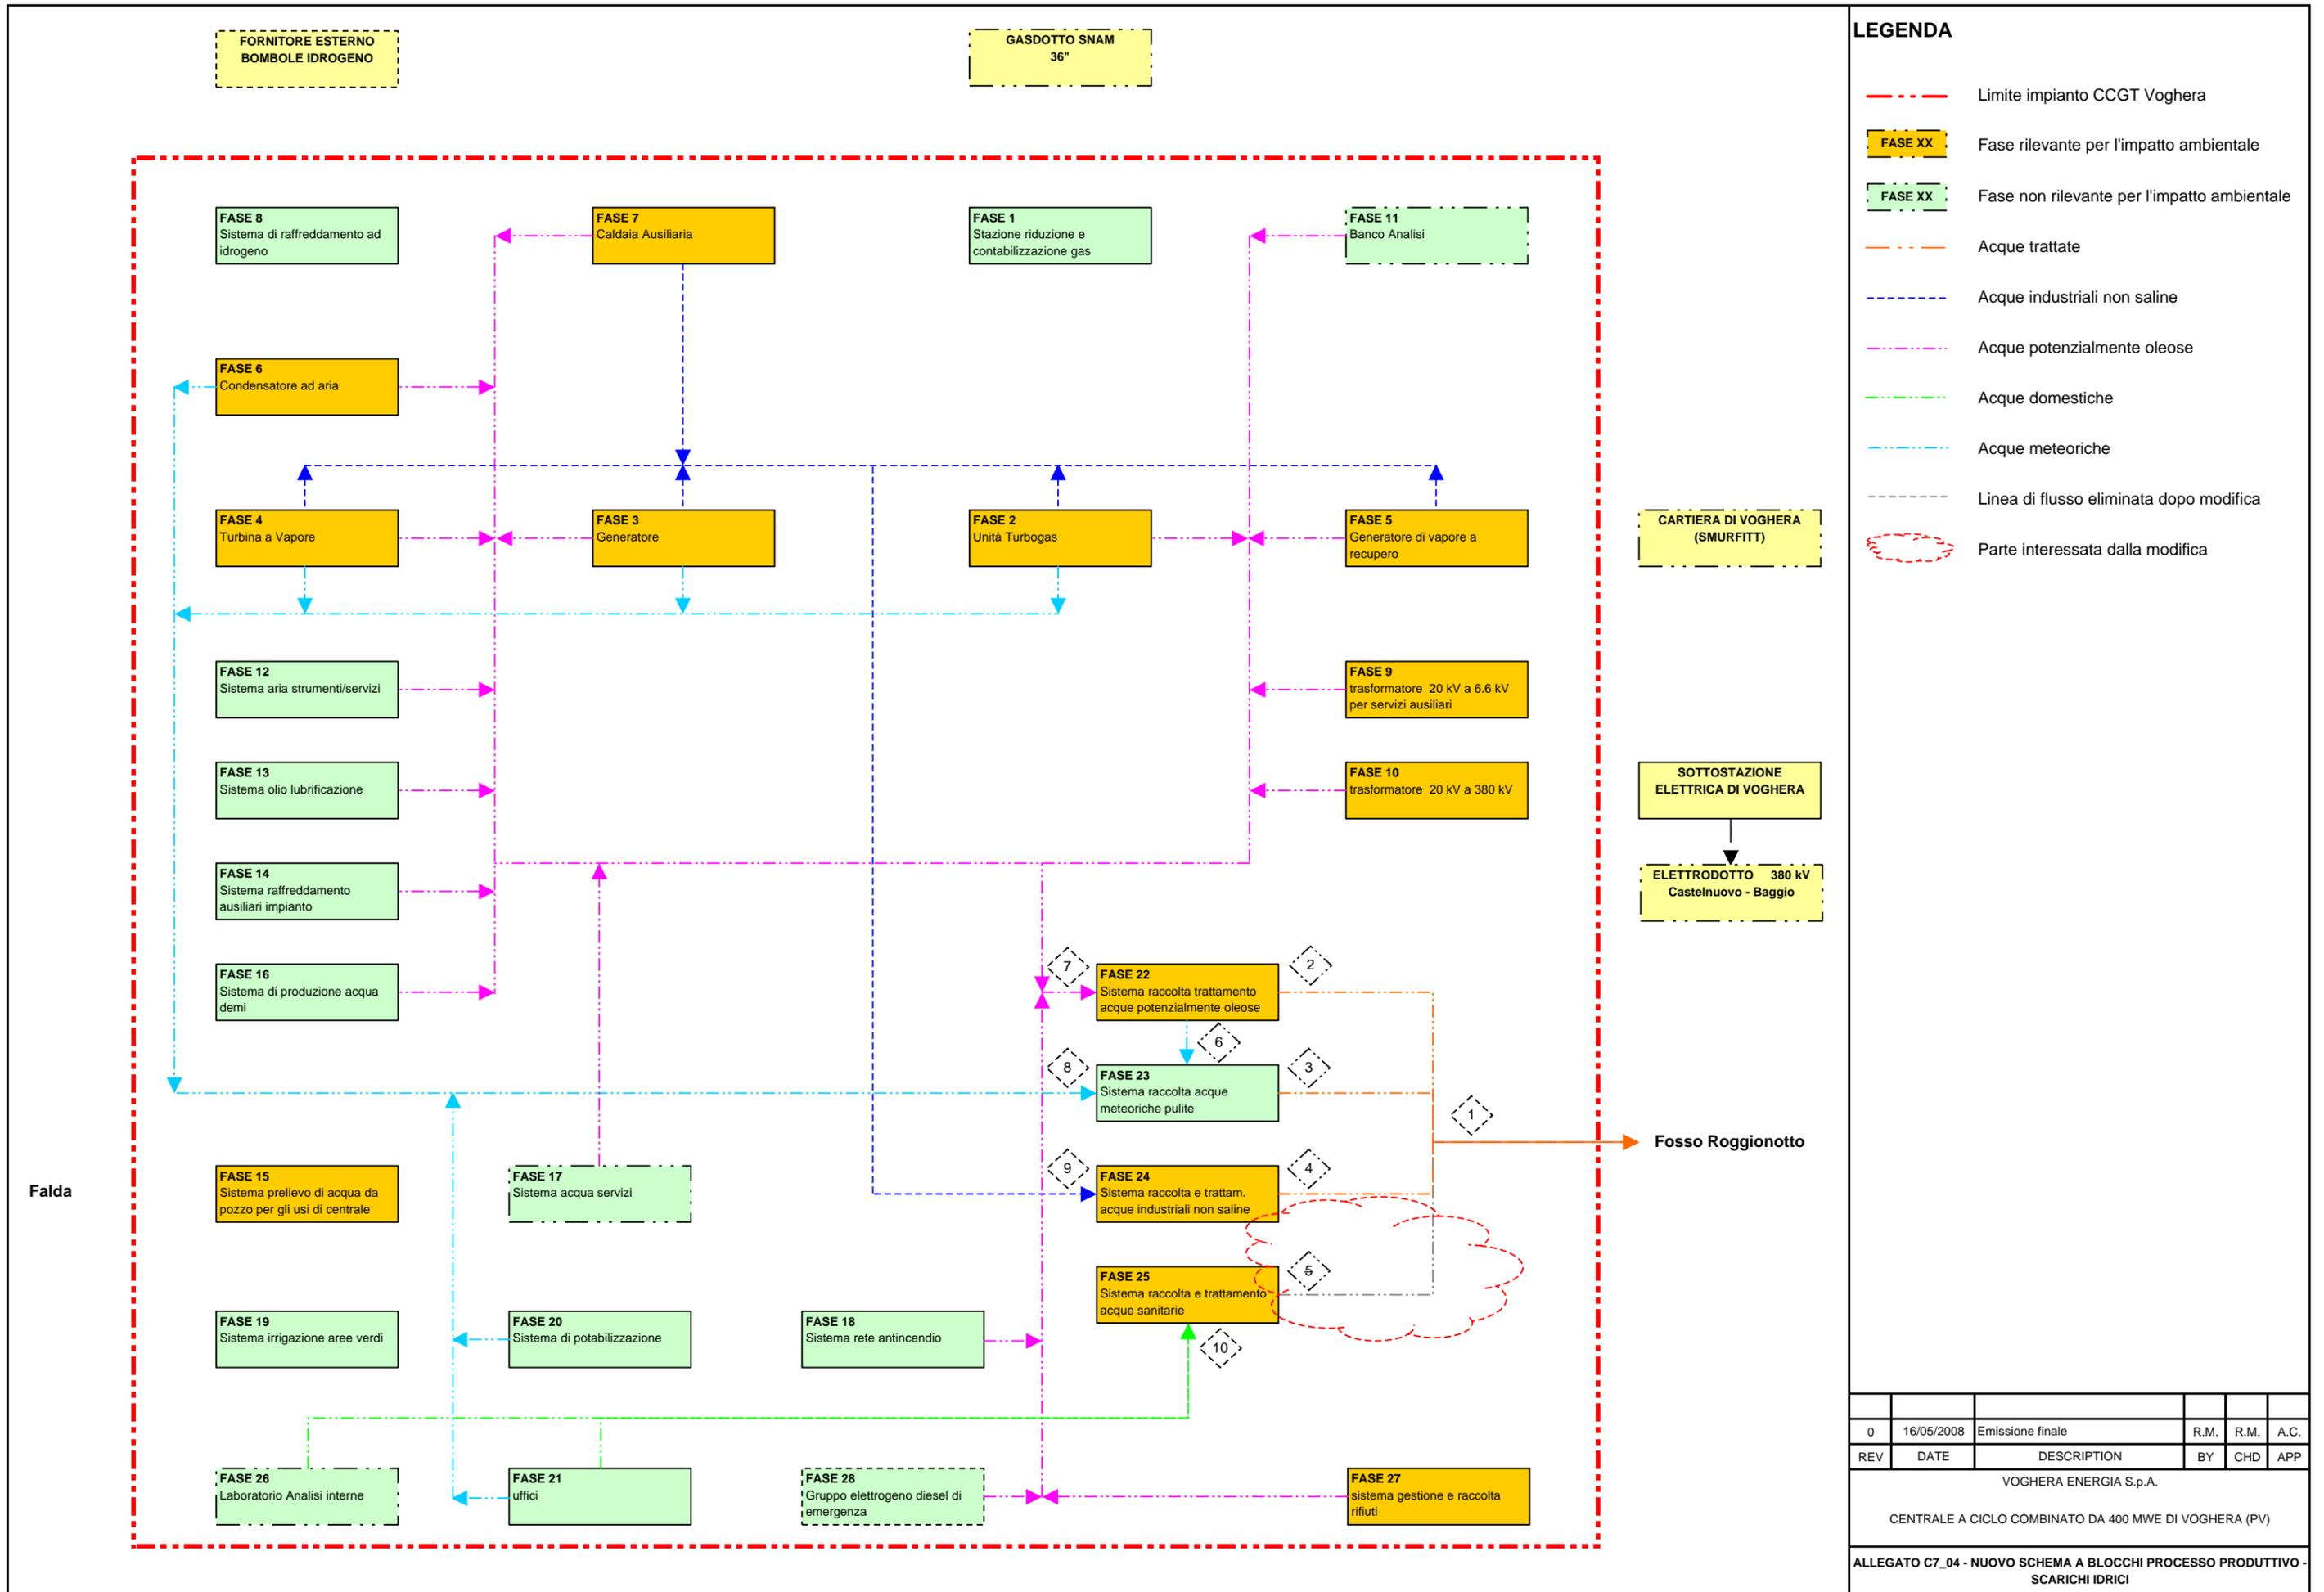 FORNITORE ESTERNO
BOMBOLE IDROGENO
GASDOTTO SNAM
36"
FASE 8
Sistema di raffreddamento ad
idrogeno
FASE 7
Caldaia Ausiliaria
FASE 1
Stazione riduzione e
contabilizzazione gas
FASE 11
Banco Analisi
FASE 6
Condensatore ad aria
FASE 4
Turbina a Vapore
FASE 3
Generatore
FASE 2
Unità Turbogas
FASE 5
Generatore di vapore a
recupero
CARTIERA DI VOGHERA
(SMURFITT)
FASE 12
Sistema aria strumenti/servizi
FASE 9
trasformatore 20 kV a 6.6 kV
per servizi ausiliari
FASE 13
Sistema olio lubrificazione
FASE 10
trasformatore 20 kV a 380 kV
SOTTOSTAZIONE
ELETTRICA DI VOGHERA
FASE 14
Sistema raffreddamento
ausiliari impianto
ELETTRODOTTO 380 kV
Castelnuovo - Baggio
FASE 16
Sistema di produzione acqua
demi
7
FASE 22
Sistema raccolta trattamento
acque potenzialmente oleose
2
6
8
FASE 23
Sistema raccolta acque
meteoriche pulite
3
1
Fosso Roggionotto
Falda
FASE 15
Sistema prelievo di acqua da
pozzo per gli usi di centrale
FASE 17
Sistema acqua servizi
9
FASE 24
Sistema raccolta e trattam.
acque industriali non saline
4
FASE 25
Sistema raccolta e trattamento
acque sanitarie
5
10
FASE 19
Sistema irrigazione aree verdi
FASE 20
Sistema di potabilizzazione
FASE 18
Sistema rete antincendio
FASE 26
Laboratorio Analisi interne
FASE 21
uffici
FASE 28
Gruppo elettrogeno diesel di
emergenza
FASE 27
sistema gestione e raccolta
rifiuti
LEGENDA
Limite impianto CCGT Voghera
FASE XX
Fase rilevante per l'impatto ambientale
FASE XX
Fase non rilevante per l'impatto ambientale
Acque trattate
Acque industriali non saline
Acque potenzialmente oleose
Acque domestiche
Acque meteoriche
Linea di flusso eliminata dopo modifica
Parte interessata dalla modifica
0 16/05/2008 Emissione finale R.M. R.M. A.C.
REV DATE DESCRIPTION BY CHD APP
VOGHERA ENERGIA S.p.A.
CENTRALE A CICLO COMBINATO DA 400 MWE DI VOGHERA (PV)
ALLEGATO C7_04 - NUOVO SCHEMA A BLOCCHI PROCESSO PRODUTTIVO -
SCARICHI IDRICI